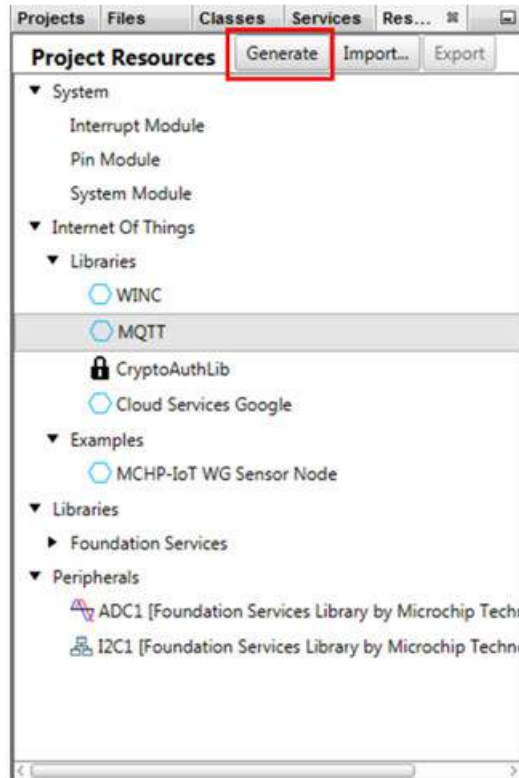 Projects Files Classes Services Res...
Project Resources Generate Import... Export
System
Interrupt Module
Pin Module
System Module
Internet Of Things
Libraries
WINC
MQTT
CryptoAuthLib
Cloud Services Google
Examples
MCHP-IoT WG Sensor Node
Libraries
Foundation Services
Peripherals
ADC1 [Foundation Services Library by Microchip Techn
I2C1 [Foundation Services Library by Microchip Techno